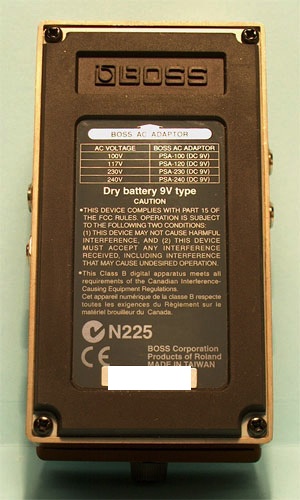 BOSS
BOSS AC ADAPTOR
AC VOLTAGE BOSS AC ADAPTOR
100V PSA-100 (DC 9V)
117V PSA-120 (DC 9V)
230V PSA-230 (DC 9V)
240V PSA-240 (DC 9V)
Dry battery 9V type
CAUTION
•THIS DEVICE COMPLIES WITH PART 15 OF
THE FCC RULES. OPERATION IS SUBJECT
TO THE FOLLOWING TWO CONDITIONS:
(1) THIS DEVICE MAY NOT CAUSE HARMFUL
INTERFERENCE, AND (2) THIS DEVICE
MUST ACCEPT ANY INTERFERENCE
RECEIVED, INCLUDING INTERFERENCE
THAT MAY CAUSE UNDESIRED OPERATION.
•This Class B digital apparatus meets all
requirements of the Canadian Interference-
Causing Equipment Regulations.
Cet appareil numérique de la classe B respecte
toutes les exigences du Règlement sur le
matériel brouilleur du Canada.
N225
CE
BOSS Corporation
Products of Roland
MADE IN TAIWAN